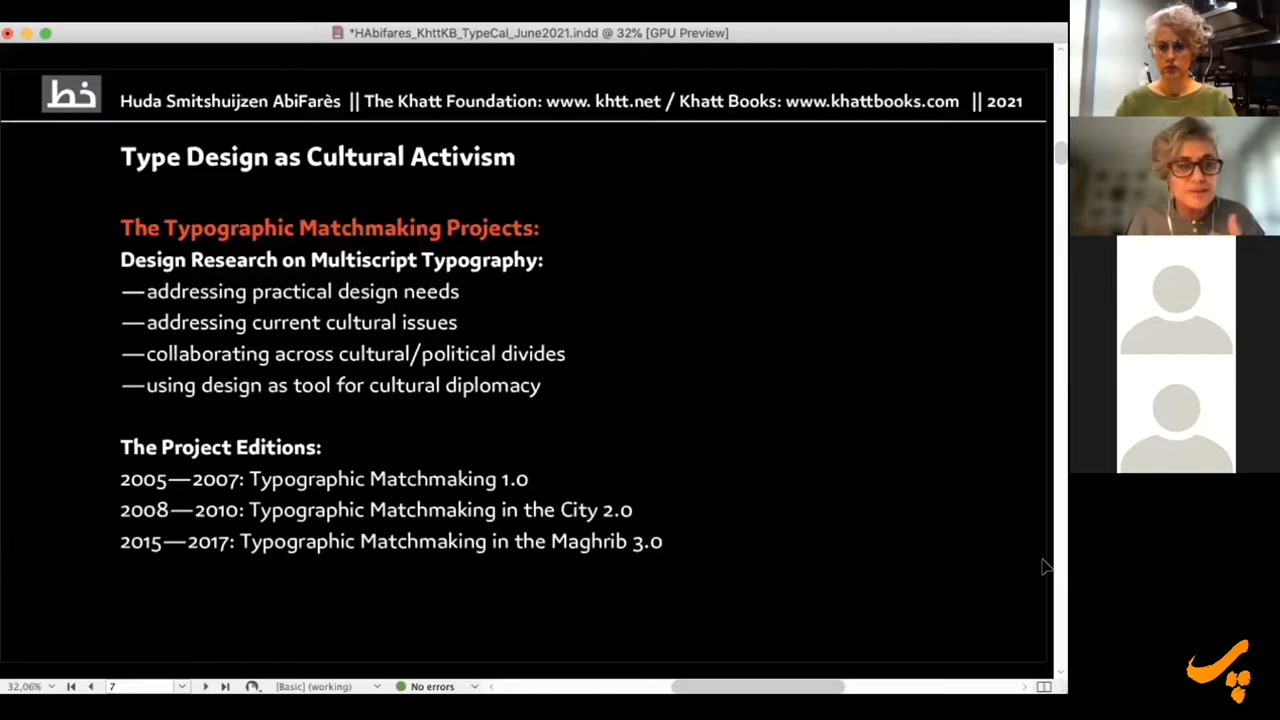 *HAbifares_KhttKB_TypeCal_June2021.indd @ 32% [GPU Preview]
خط
Huda Smitshuijzen AbiFarès || The Khatt Foundation: www. khtt.net / Khatt Books: www.khattbooks.com || 2021
Type Design as Cultural Activism
The Typographic Matchmaking Projects:
Design Research on Multiscript Typography:
—addressing practical design needs
—addressing current cultural issues
—collaborating across cultural/political divides
—using design as tool for cultural diplomacy
The Project Editions:
2005—2007: Typographic Matchmaking 1.0
2008—2010: Typographic Matchmaking in the City 2.0
2015—2017: Typographic Matchmaking in the Maghrib 3.0
32,06% 7 [Basic] (working) No errors